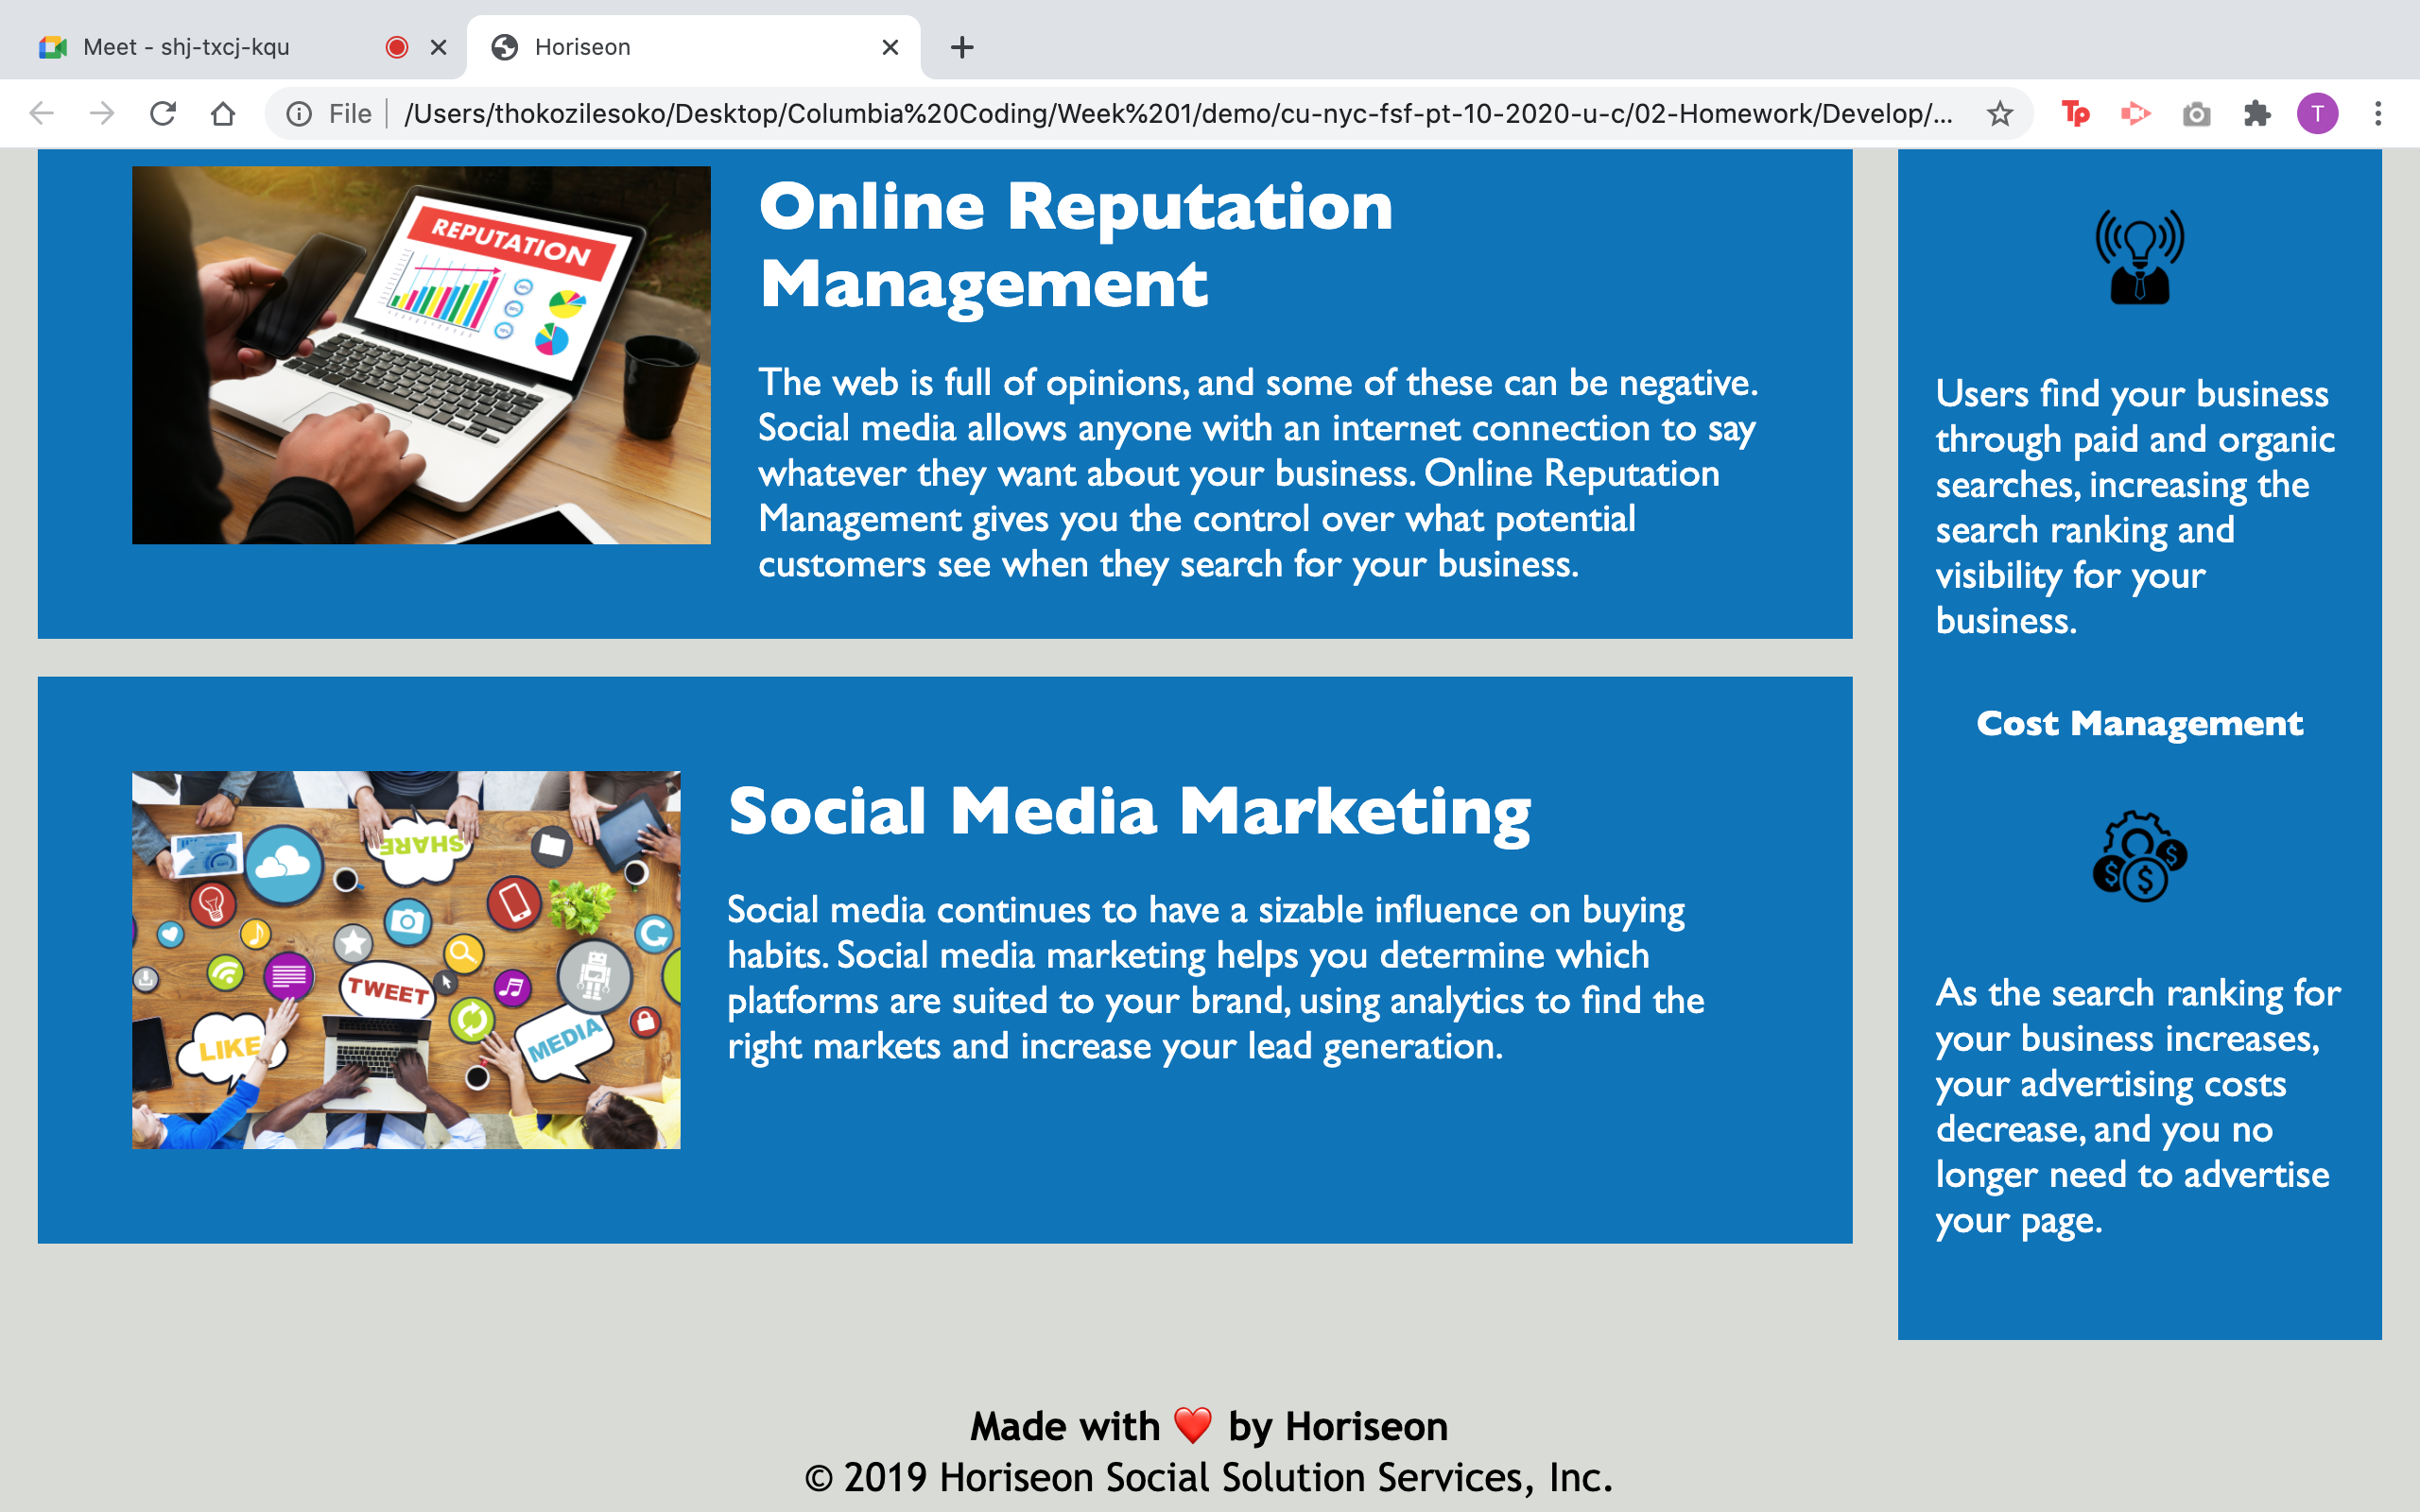 Meet - shj-txcj-kqu
Horiseon
File
/Users/thokozilesoko/Desktop/Columbia%20Coding/Week%201/demo/cu-nyc-fsf-pt-10-2020-u-c/02-Homework/Develop/...
Tp
T
REPUTATION
Online Reputation
Management
The web is full of opinions, and some of these can be negative.
Social media allows anyone with an internet connection to say
whatever they want about your business. Online Reputation
Management gives you the control over what potential
customers see when they search for your business.
SHARE
TWEET
LIKE
MEDIA
Social Media Marketing
Social media continues to have a sizable influence on buying
habits. Social media marketing helps you determine which
platforms are suited to your brand, using analytics to find the
right markets and increase your lead generation.
Users find your business
through paid and organic
searches, increasing the
search ranking and
visibility for your
business.
Cost Management
$ $ $
As the search ranking for
your business increases,
your advertising costs
decrease, and you no
longer need to advertise
your page.
Made with ❤️ by Horiseon
© 2019 Horiseon Social Solution Services, Inc.